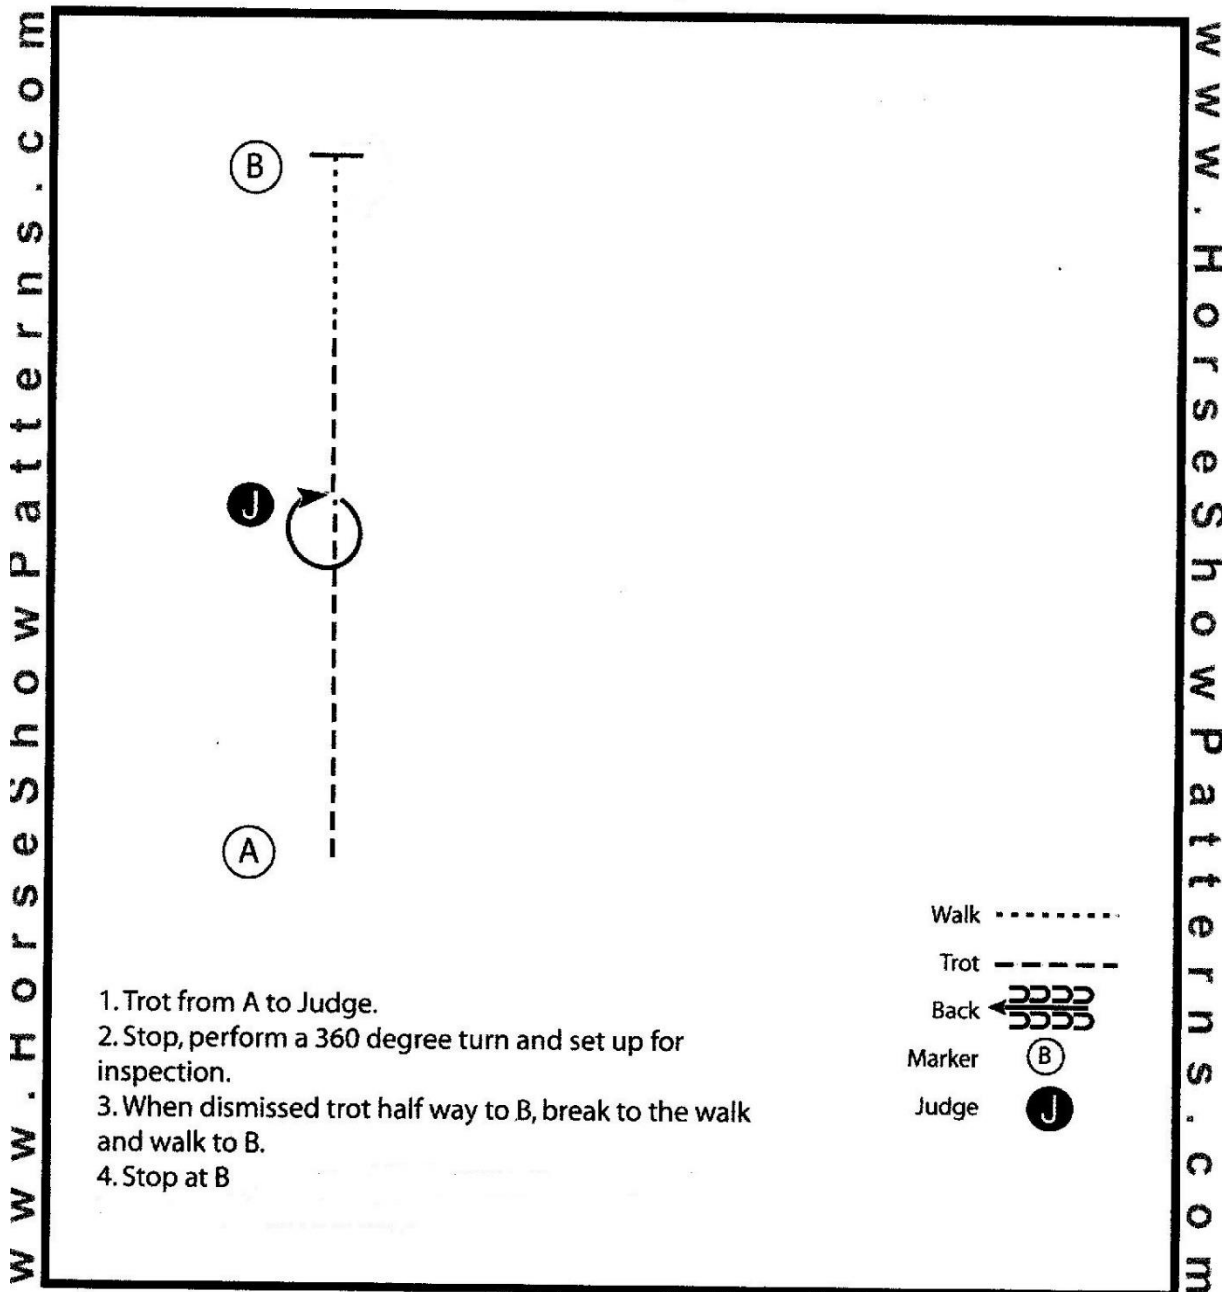 www.HorseShowPatterns.com
www.HorseShowPatterns.com
B
J
A
Walk
Trot
Back
Marker B
Judge J
1. Trot from A to Judge.
2. Stop, perform a 360 degree turn and set up for
inspection.
3. When dismissed trot half way to B, break to the walk
and walk to B.
4. Stop at B